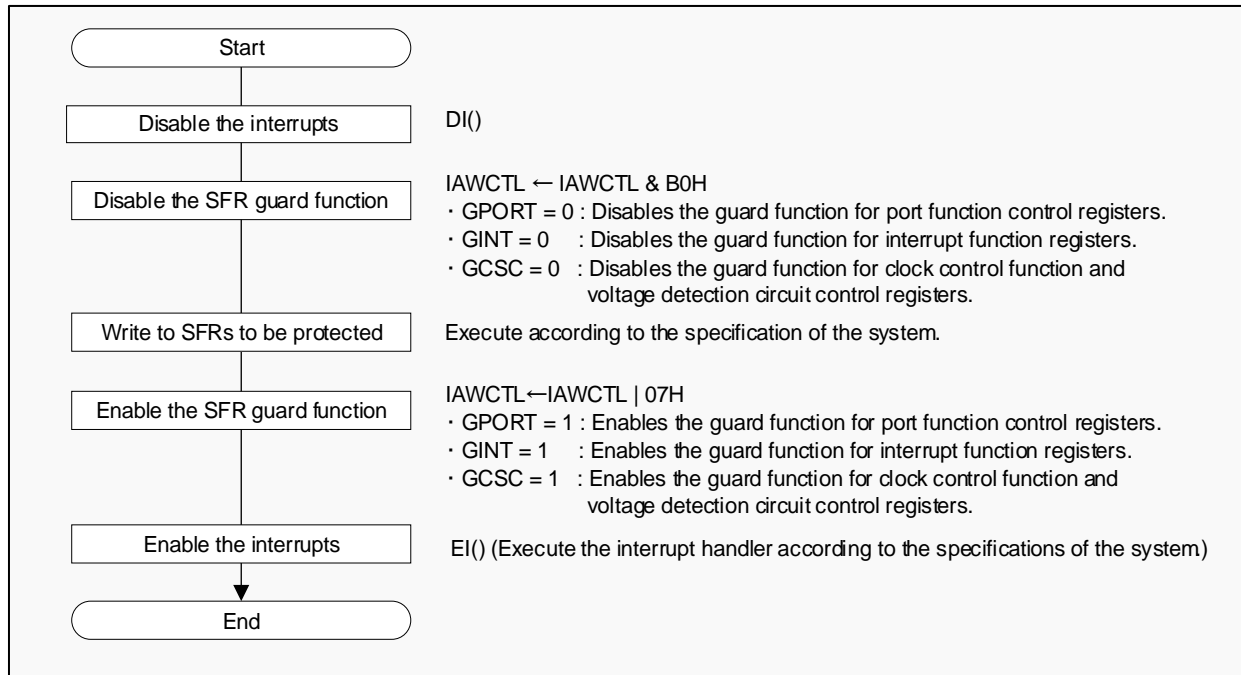 Start
Disable the interrupts
DI()
Disable the SFR guard function
IAWCTL ← IAWCTL & B0H
・GPORT = 0 : Disables the guard function for port function control registers.
・GINT = 0 : Disables the guard function for interrupt function registers.
・GCSC = 0 : Disables the guard function for clock control function and
voltage detection circuit control registers.
Write to SFRs to be protected
Execute according to the specification of the system.
Enable the SFR guard function
IAWCTL←IAWCTL | 07H
・GPORT = 1 : Enables the guard function for port function control registers.
・GINT = 1 : Enables the guard function for interrupt function registers.
・GCSC = 1 : Enables the guard function for clock control function and
voltage detection circuit control registers.
Enable the interrupts
EI() (Execute the interrupt handler according to the specifications of the system.)
End